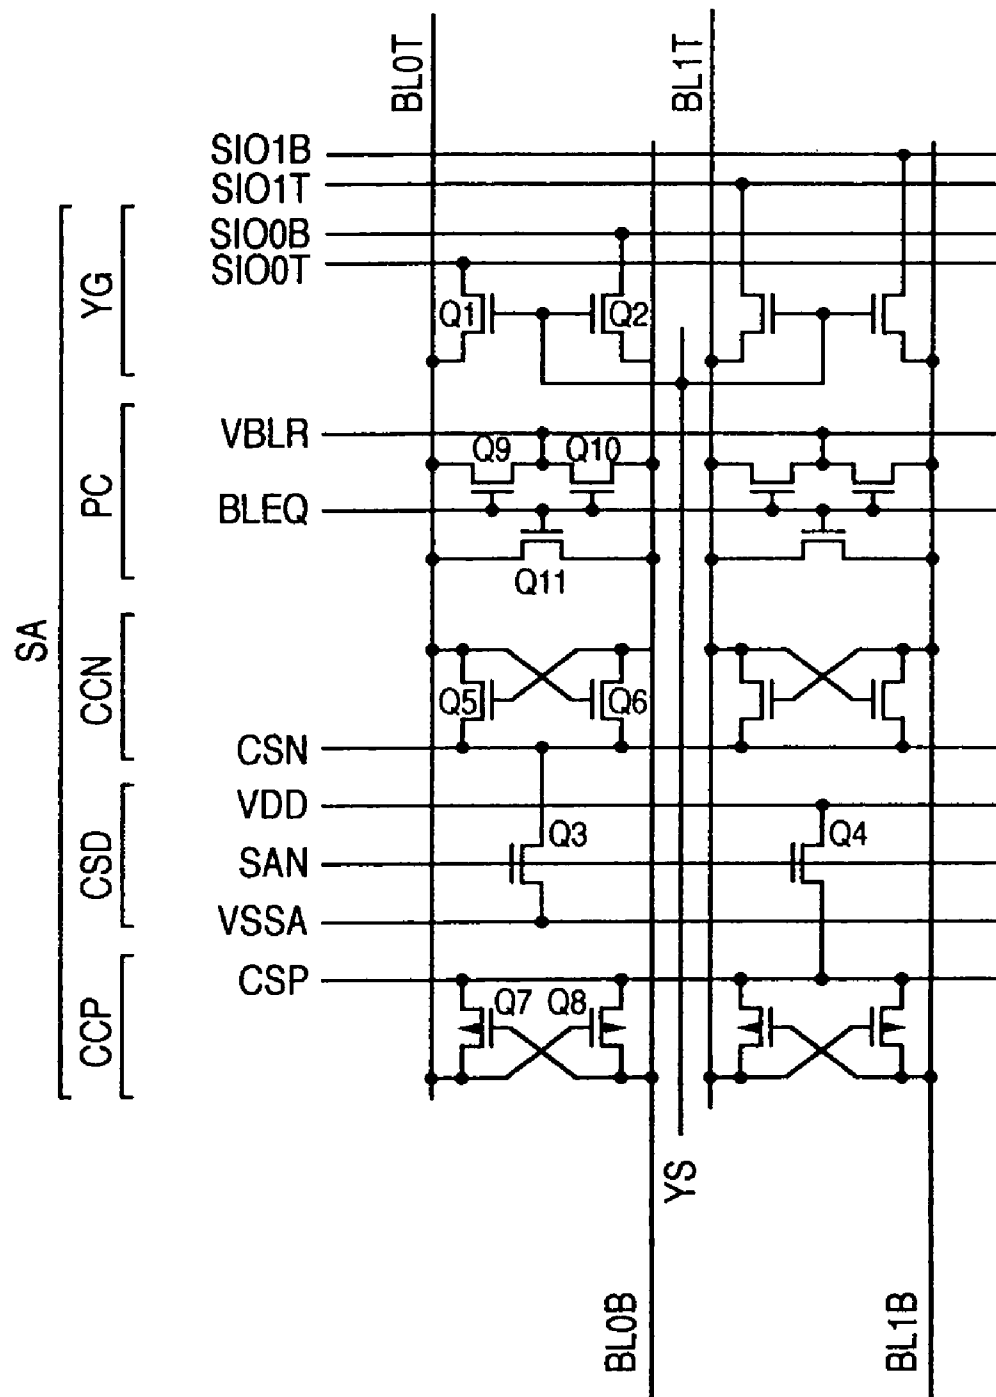 BL0T
BL1T
SIO1B
SIO1T
SIO0B
SIO0T
YG
Q1
Q2
VBLR
Q9
Q10
PC
BLEQ
Q11
SA
CCN
Q5
Q6
CSN
VDD
CSD
Q3
Q4
SAN
VSSA
CSP
CCP
Q7
Q8
YS
BL0B
BL1B